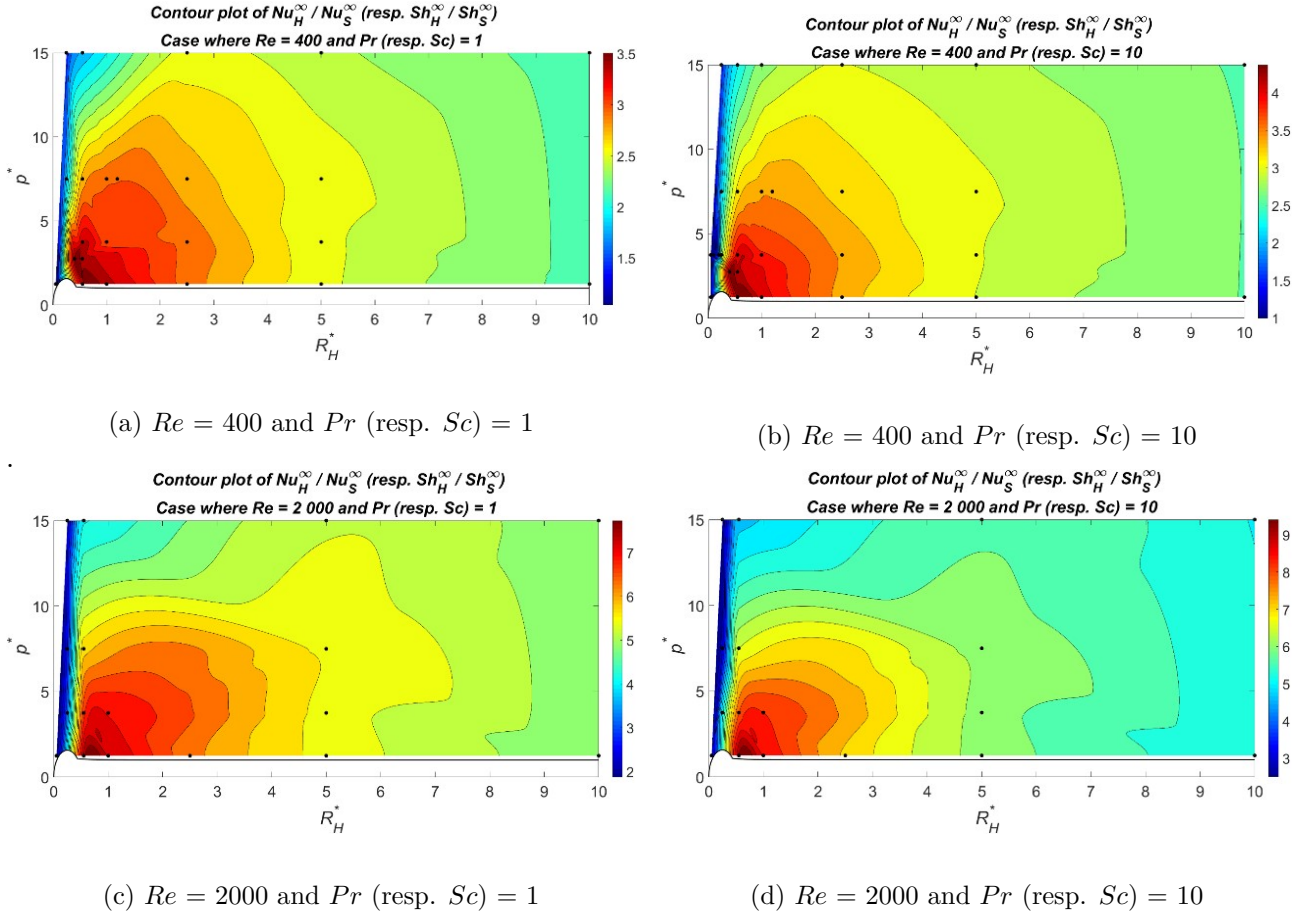 Contour plot of Nu_H^∞ / Nu_S^∞ (resp. Sh_H^∞ / Sh_S^∞)
Case where Re = 400 and Pr (resp. Sc) = 1
15
10
5
0
p*
0 1 2 3 4 5 6 7 8 9 10
R_H^*
3.5
3
2.5
2
1.5
(a) Re = 400 and Pr (resp. Sc) = 1
Contour plot of Nu_H^∞ / Nu_S^∞ (resp. Sh_H^∞ / Sh_S^∞)
Case where Re = 400 and Pr (resp. Sc) = 10
15
10
5
0
p*
0 1 2 3 4 5 6 7 8 9 10
R_H^*
4
3.5
3
2.5
2
1.5
1
(b) Re = 400 and Pr (resp. Sc) = 10
.
Contour plot of Nu_H^∞ / Nu_S^∞ (resp. Sh_H^∞ / Sh_S^∞)
Case where Re = 2 000 and Pr (resp. Sc) = 1
15
10
5
0
p*
0 1 2 3 4 5 6 7 8 9 10
R_H^*
7
6
5
4
3
2
(c) Re = 2000 and Pr (resp. Sc) = 1
Contour plot of Nu_H^∞ / Nu_S^∞ (resp. Sh_H^∞ / Sh_S^∞)
Case where Re = 2 000 and Pr (resp. Sc) = 10
15
10
5
0
p*
0 1 2 3 4 5 6 7 8 9 10
R_H^*
9
8
7
6
5
4
3
(d) Re = 2000 and Pr (resp. Sc) = 10